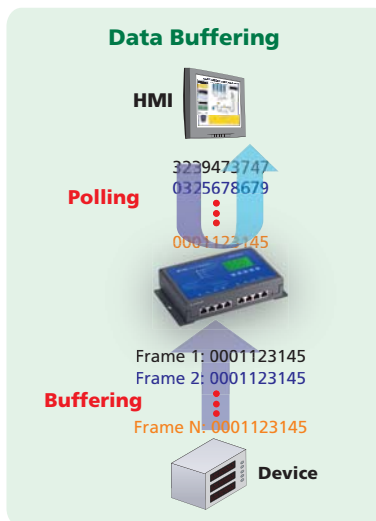 Data Buffering
HMI
3239473747
0325678679
Polling
0001123145
Frame 1: 0001123145
Frame 2: 0001123145
Buffering
Frame N: 0001123145
Device